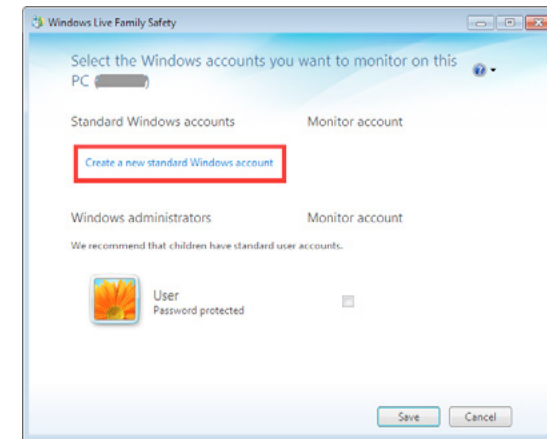 Windows Live Family Safety
Select the Windows accounts you want to monitor on this
PC (
Standard Windows accounts Monitor account
Create a new standard Windows account
Windows administrators Monitor account
We recommend that children have standard user accounts.
User
Password protected
Save Cancel